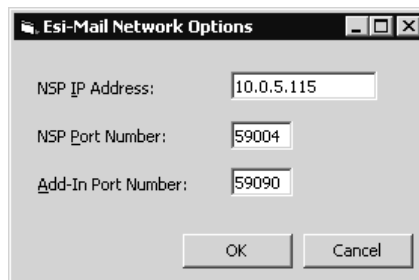 Esi-Mail Network Options
NSP IP Address: 10.0.5.115
NSP Port Number: 59004
Add-In Port Number: 59090
OK Cancel